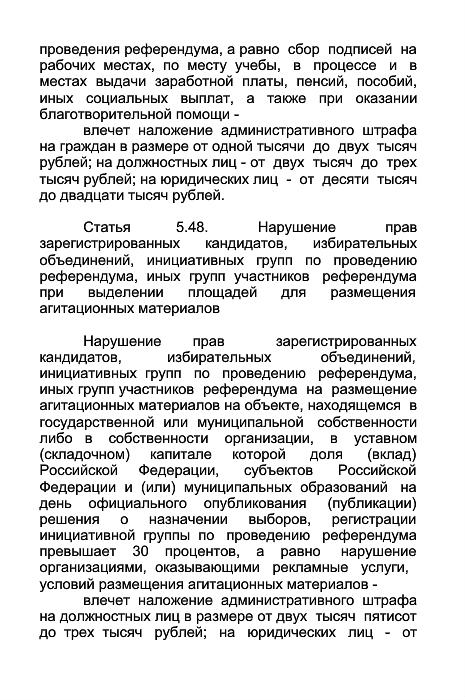 проведения референдума, а равно сбор подписей на
рабочих местах, по месту учебы, в процессе и в
местах выдачи заработной платы, пенсий, пособий,
иных социальных выплат, а также при оказании
благотворительной помощи -
влечет наложение административного штрафа
на граждан в размере от одной тысячи до двух тысяч
рублей; на должностных лиц - от двух тысяч до трех
тысяч рублей; на юридических лиц - от десяти тысяч
до двадцати тысяч рублей.
Статья 5.48. Нарушение прав
зарегистрированных кандидатов, избирательных
объединений, инициативных групп по проведению
референдума, иных групп участников референдума
при выделении площадей для размещения
агитационных материалов
Нарушение прав зарегистрированных
кандидатов, избирательных объединений,
инициативных групп по проведению референдума,
иных групп участников референдума на размещение
агитационных материалов на объекте, находящемся в
государственной или муниципальной собственности
либо в собственности организации, в уставном
(складочном) капитале которой доля (вклад)
Российской Федерации, субъектов Российской
Федерации и (или) муниципальных образований на
день официального опубликования (публикации)
решения о назначении выборов, регистрации
инициативной группы по проведению референдума
превышает 30 процентов, а равно нарушение
организациями, оказывающими рекламные услуги,
условий размещения агитационных материалов -
влечет наложение административного штрафа
на должностных лиц в размере от двух тысяч пятисот
до трех тысяч рублей; на юридических лиц - от